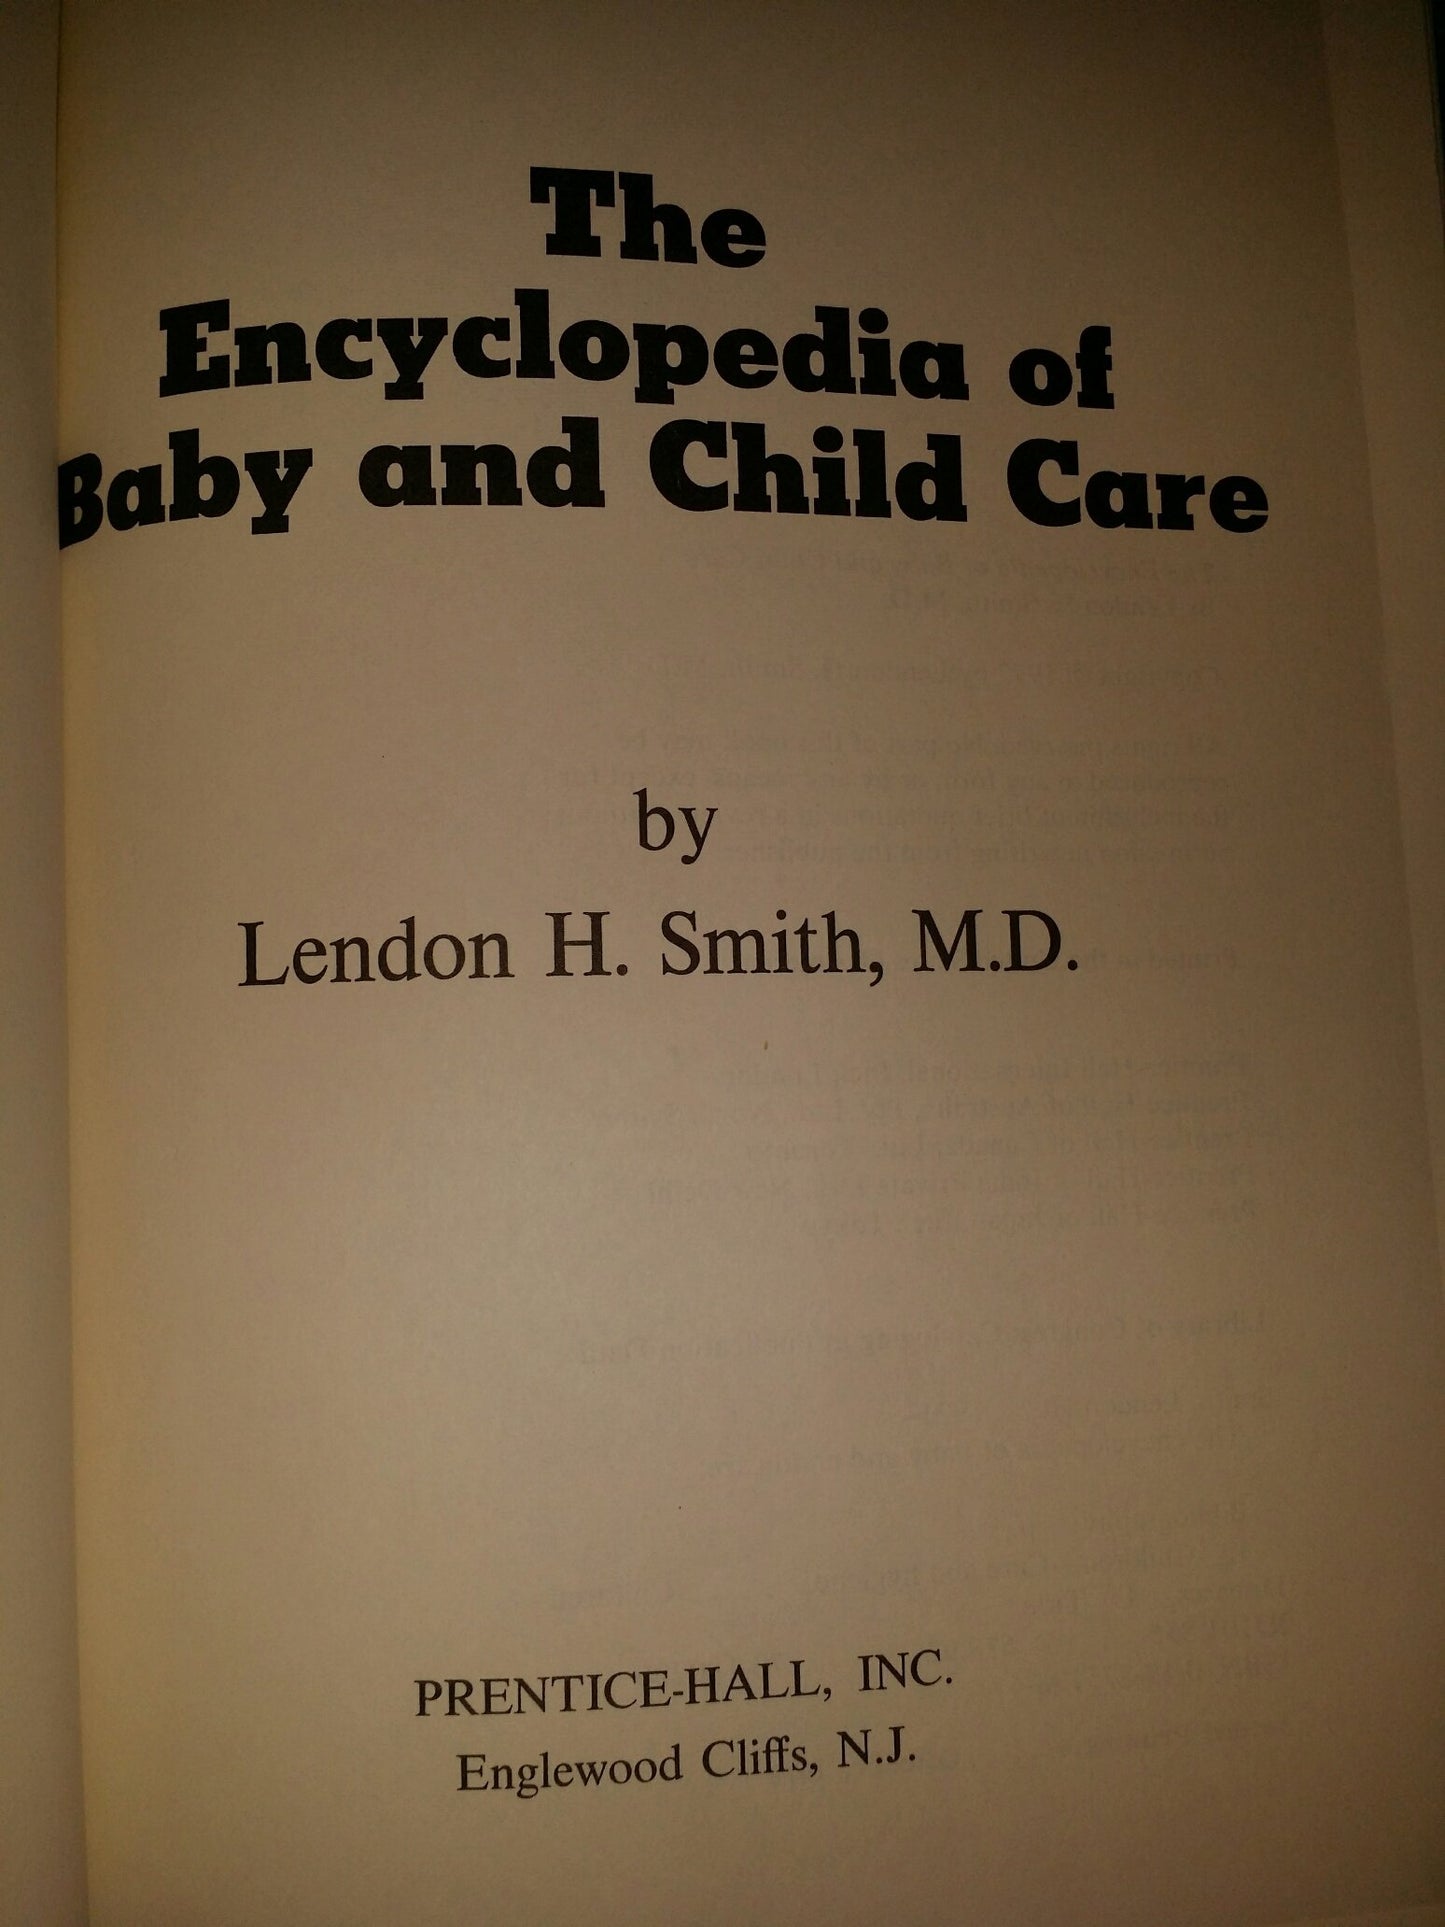 The
Encyclopedia of
Baby and Child Care
by
Lendon H. Smith, M.D.
PRENTICE-HALL, INC.
Englewood Cliffs, N.J.